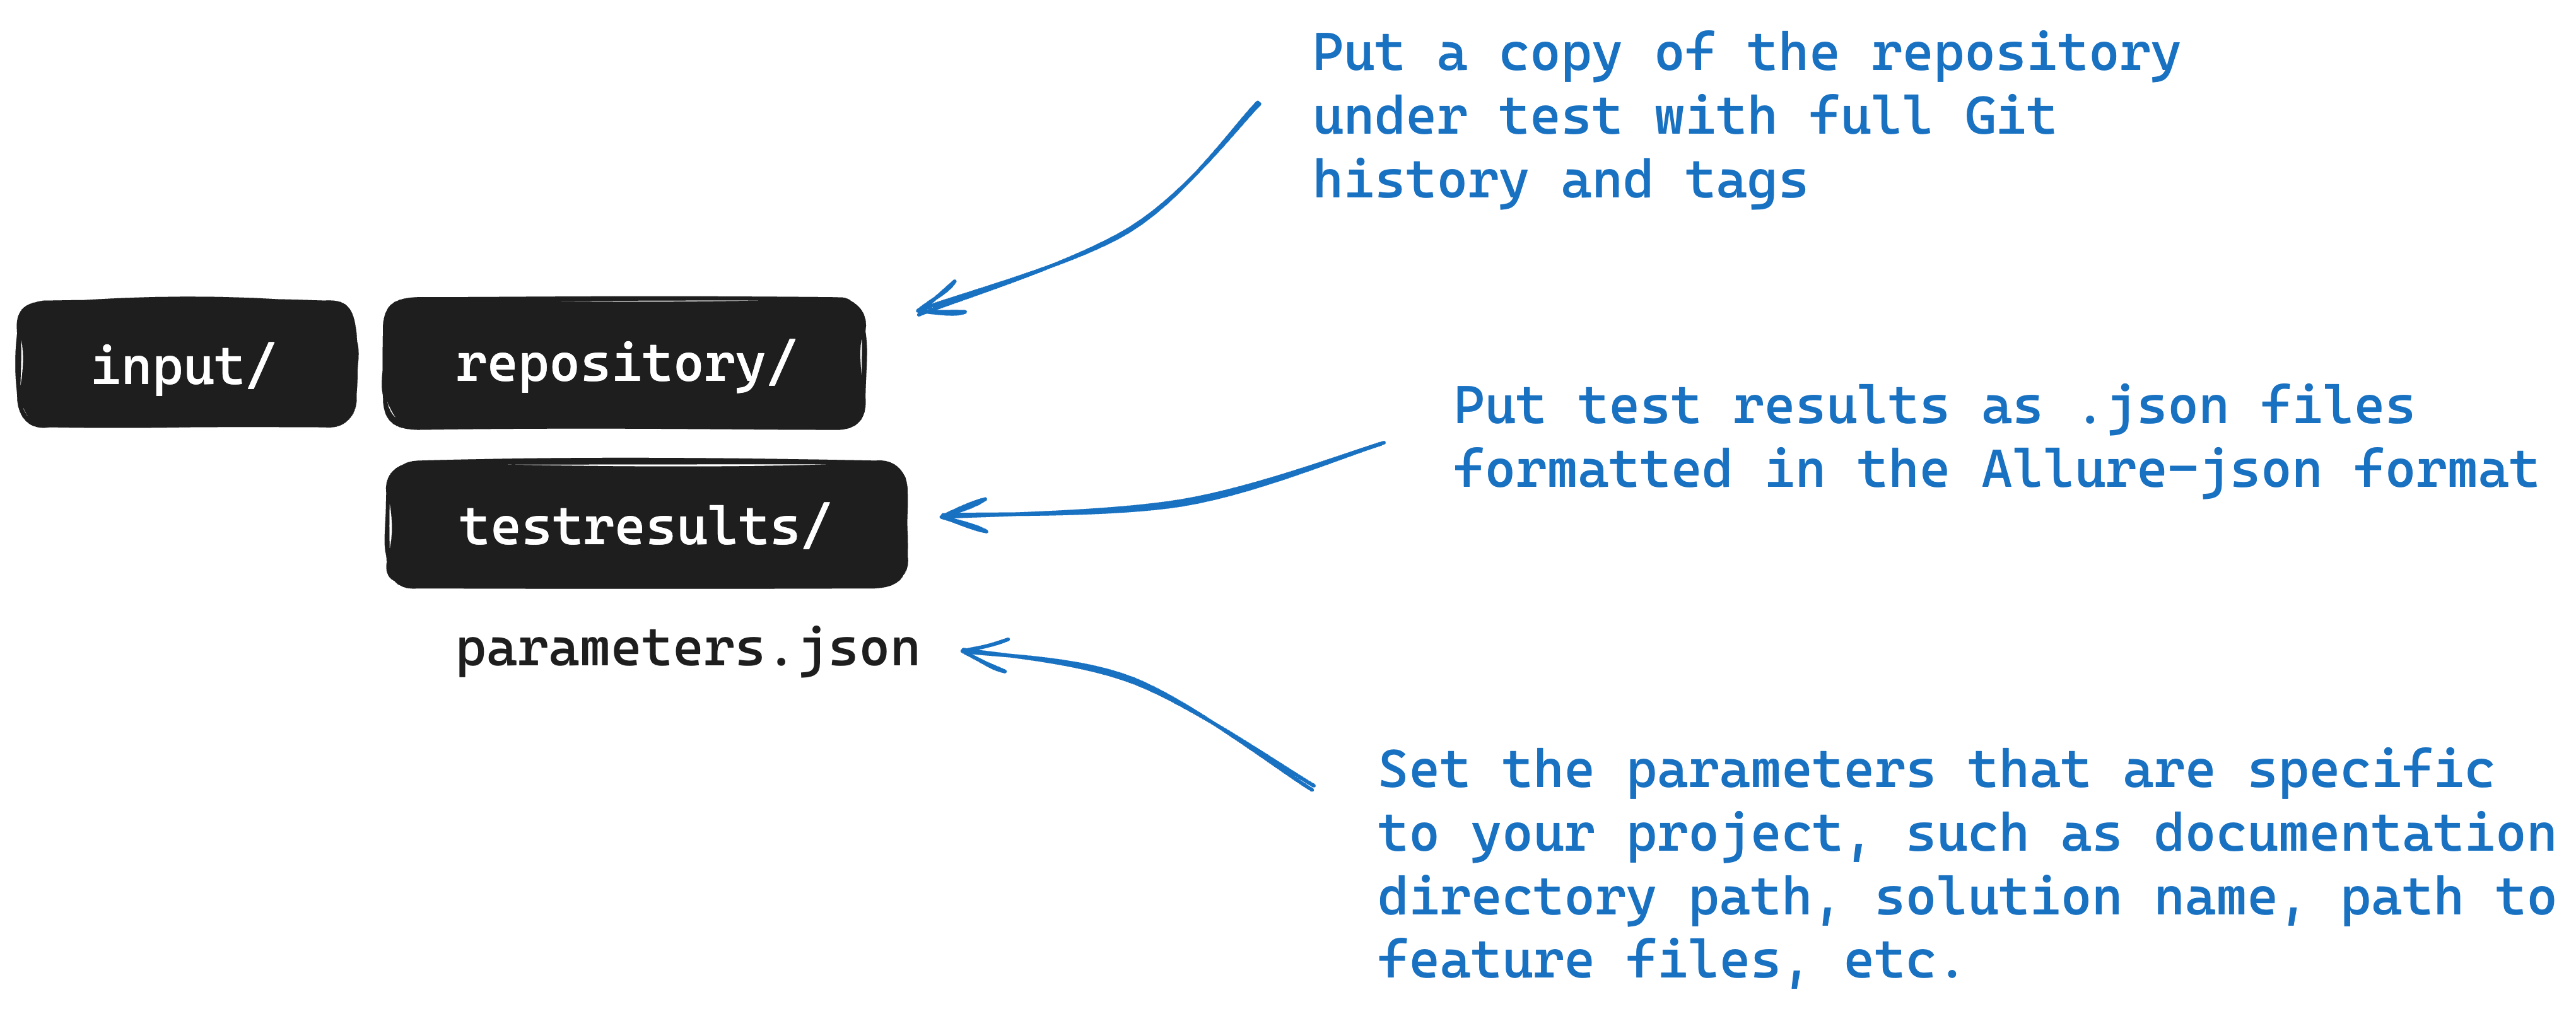 Put a copy of the repository
under test with full Git
history and tags
input/
repository/
Put test results as .json files
formatted in the Allure-json format
testresults/
parameters.json
Set the parameters that are specific
to your project, such as documentation
directory path, solution name, path to
feature files, etc.